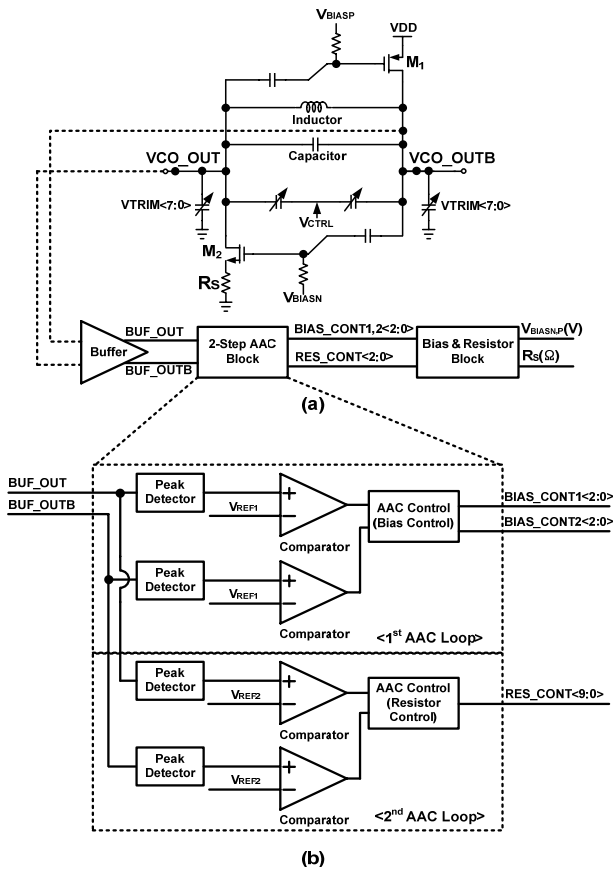 VBIASP
VDD
M1
Inductor
Capacitor
VCO_OUT
VCO_OUTB
VTRIM<7;0>
VTRIM<7;0>
VCTRL
M2
RS
VBIASN
Buffer
BUF_OUT
BUF_OUTB
2-Step AAC
Block
BIAS_CONT1,2<2:0>
RES_CONT<2:0>
Bias &
Resistor
Block
VBIASN,P(V)
RS(Ω)
(a)
BUF_OUT
BUF_OUTB
Peak
Detector
VREF1
Comparator
AAC Control
(Bias Control)
BIAS_CONT1<2:0>
BIAS_CONT2<2:0>
Peak
Detector
VREF1
Comparator
<1st AAC Loop>
Peak
Detector
VREF2
Comparator
AAC Control
(Resistor
Control)
RES_CONT<9;0>
Peak
Detector
VREF2
Comparator
<2nd AAC Loop>
(b)